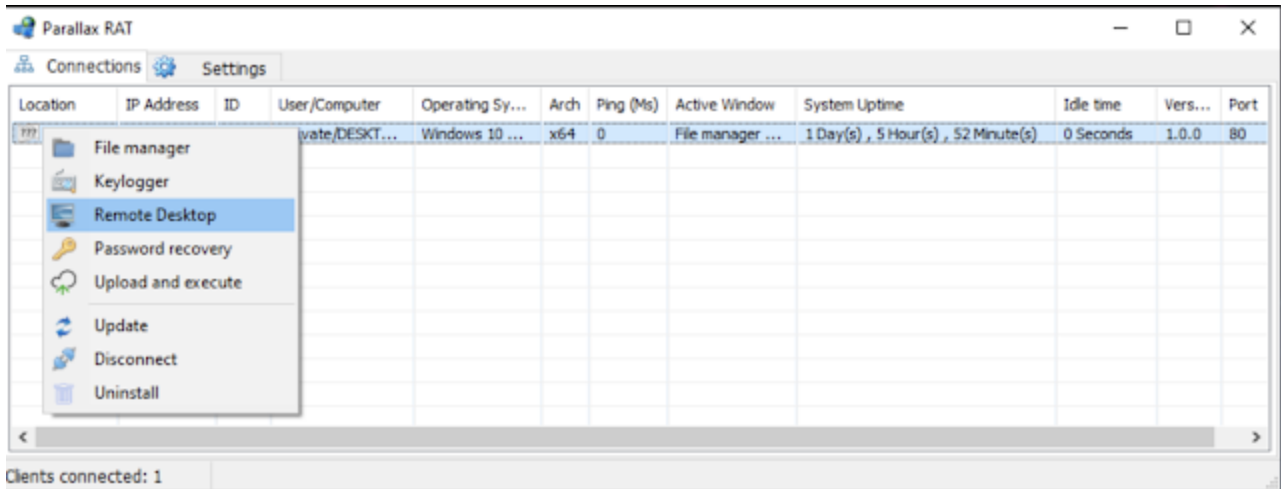 Parallax RAT
Connections Settings
Location IP Address ID User/Computer Operating Sy... Arch Ping (Ms) Active Window System Uptime Idle time Vers... Port
??? ivate/DESKT... Windows 10 ... x64 0 File manager ... 1 Day(s) , 5 Hour(s) , 52 Minute(s) 0 Seconds 1.0.0 80
File manager
Keylogger
Remote Desktop
Password recovery
Upload and execute
Update
Disconnect
Uninstall
Clients connected: 1